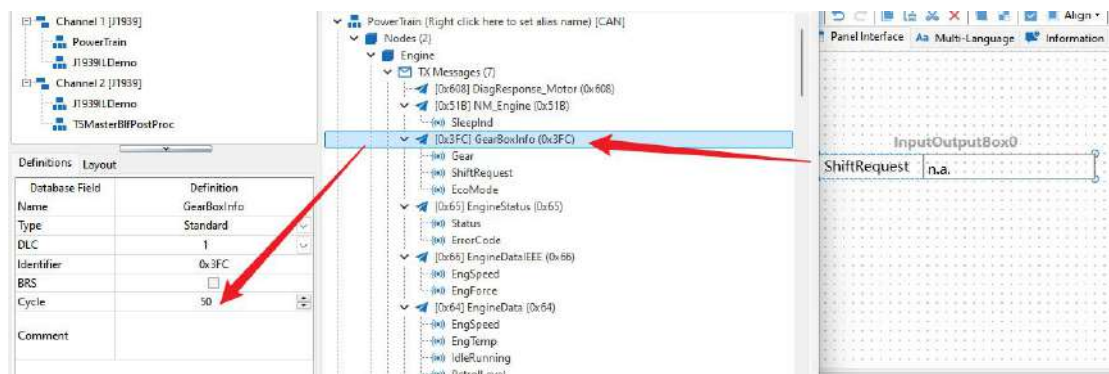 Channel 1 [J1939]
PowerTrain
J1939ILDemo
Channel 2 [J1939]
J1939ILDemo
TSMasterBlfPostProc
Definitions Layout
Database Field Definition
Name GearBoxInfo
Type Standard
DLC 1
Identifier 0x3FC
BRS
Cycle 50
Comment
PowerTrain (Right click here to set alias name) [CAN]
Nodes (2)
Engine
TX Messages (7)
[0x608] DiagResponse_Motor (0x608)
[0x51B] NM_Engine (0x51B)
SleepInd
[0x3FC] GearBoxInfo (0x3FC)
Gear
ShiftRequest
EcoMode
[0x65] EngineStatus (0x65)
Status
ErrorCode
[0x66] EngineDataIEEE (0x66)
EngSpeed
EngForce
[0x64] EngineData (0x64)
EngSpeed
EngTemp
IdleRunning
Align
Panel Interface Aa Multi-Language Information
InputOutputBox0
ShiftRequest n.a.